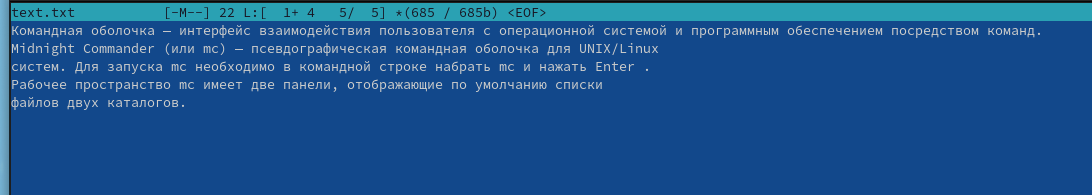 text.txt [-M--] 22 L:[ 1+ 4 5/ 5] *(685 / 685b) <EOF>
Командная оболочка — интерфейс взаимодействия пользователя с операционной системой и программным обеспечением посредством команд.
Midnight Commander (или mc) — псевдографическая командная оболочка для UNIX/Linux
систем. Для запуска mc необходимо в командной строке набрать mc и нажать Enter .
Рабочее пространство mc имеет две панели, отображающие по умолчанию списки
файлов двух каталогов.